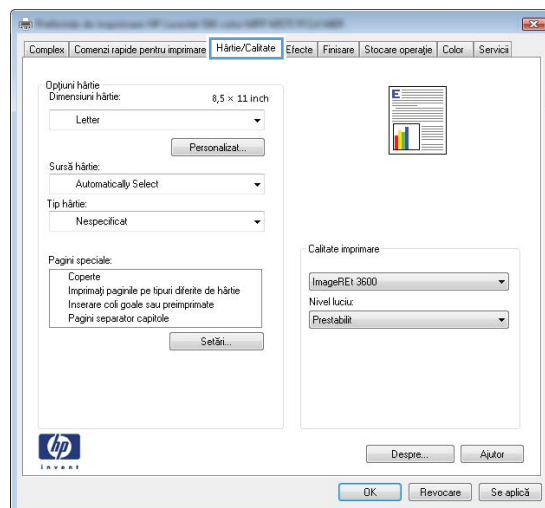 Complex Comenzi rapide pentru imprimare Hârtie/Calitate Efecte Finisare Stocare operaţie Color Servicii
Opţiuni hârtie
Dimensiuni hârtie:
8,5 × 11 inch
Letter
Personalizat...
Sursă hârtie:
Automatically Select
Tip hârtie:
Nespecificat
Pagini speciale:
Coperte
Imprimaţi paginile pe tipuri diferite de hârtie
Inserare coli goale sau preimprimate
Pagini separator capitole
Setări...
E
Calitate imprimare
ImageREt 3600
Nivel luciu:
Prestabilit
hp
invent
Despre... Ajutor
OK Revocare Se aplică